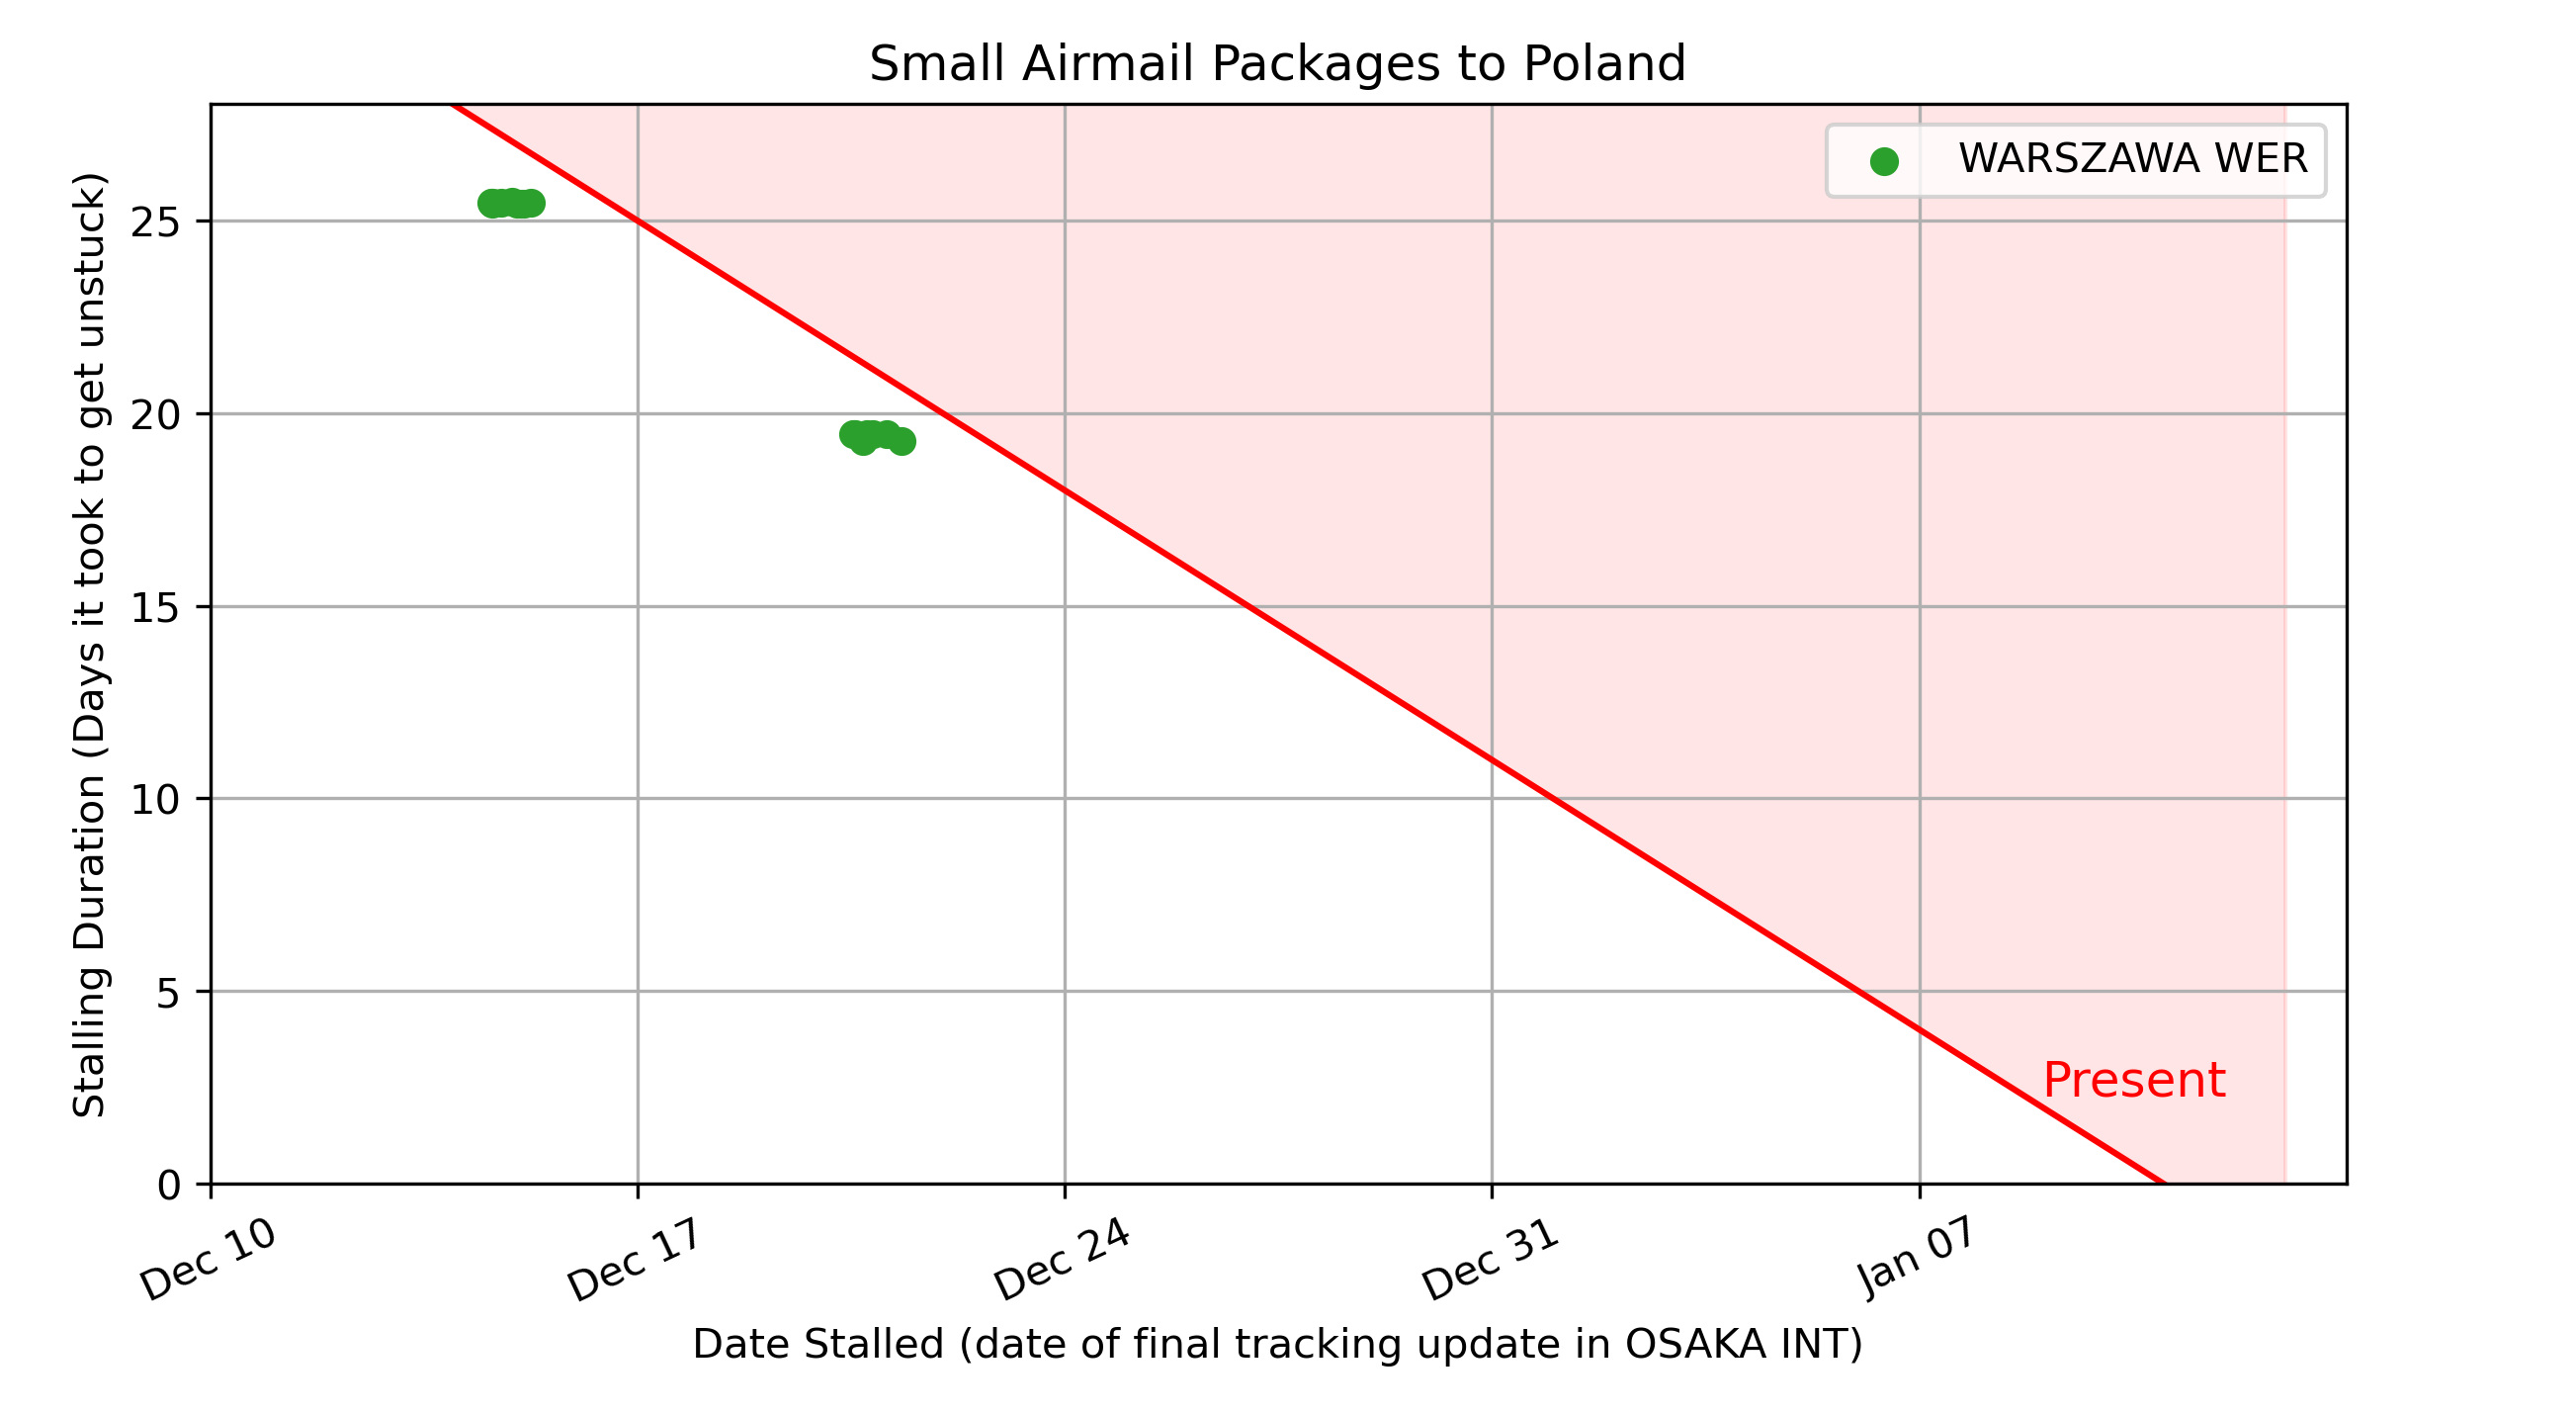 Small Airmail Packages to Poland
WARSZAWA WER
Stalling Duration (Days it took to get unstuck)
25
20
15
10
5
0
Present
Dec 10
Dec 17
Dec 24
Dec 31
Jan 07
Date Stalled (date of final tracking update in OSAKA INT)